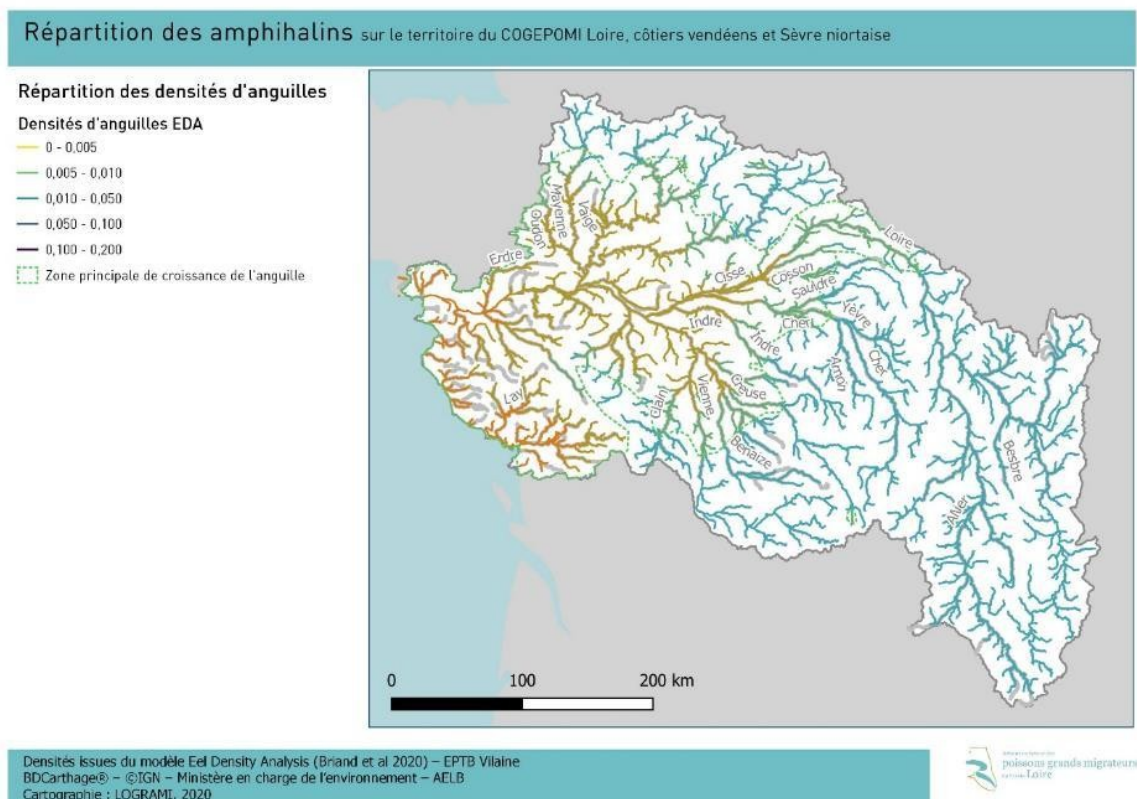 Répartition des amphihalins sur le territoire du COGEPOMI Loire, côtiers vendéens et Sèvre niortaise
Répartition des densités d'anguilles
Densités d'anguilles EDA
0 - 0,005
0,005 - 0,010
0,010 - 0,050
0,050 - 0,100
0,100 - 0,200
Zone principale de croissance de l'anguille
Mayenne
Vaige
Oudon
Erdre
Loire
Cisse
Cosson
Sauldre
Yèvre
Cher
Indre
Indre
Cher
Arnon
Creuse
Vienne
Clain
Lay
Benaize
Besbre
Allier
0 100 200 km
Densités issues du modèle Eel Density Analysis (Briand et al 2020) – EPTB Vilaine
BDCarthage® – ©IGN – Ministère en charge de l'environnement – AELB
Cartographie : LOGRAMI, 2020
poissons grands migrateurs
Loire